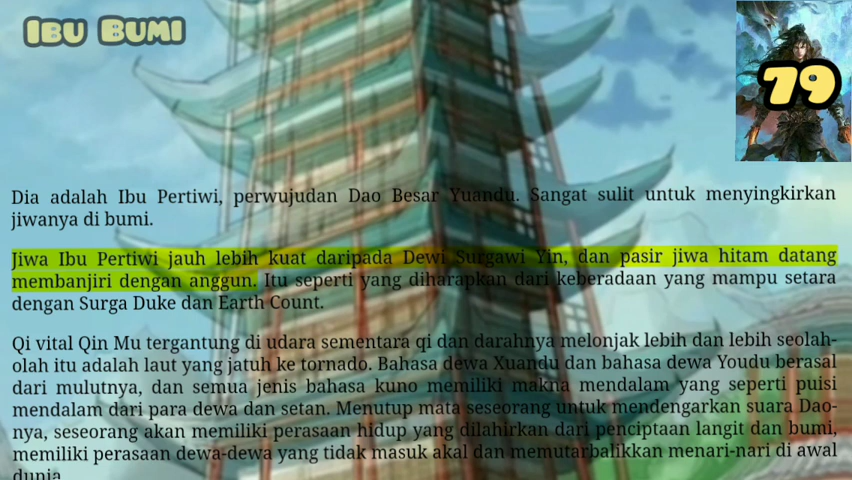 Ibu Bumi
79
Dia adalah Ibu Pertiwi, perwujudan Dao Besar Yuandu. Sangat sulit untuk menyingkirkan
jiwanya di bumi.
Jiwa Ibu Pertiwi jauh lebih kuat daripada Dewi Surgawi Yin, dan pasir jiwa hitam datang
membanjiri dengan anggun. Itu seperti yang diharapkan dari keberadaan yang mampu setara
dengan Surga Duke dan Earth Count.
Qi vital Qin Mu tergantung di udara sementara qi dan darahnya melonjak lebih dan lebih seolah-
olah itu adalah laut yang jatuh ke tornado. Bahasa dewa Xuandu dan bahasa dewa Youdu berasal
dari mulutnya, dan semua jenis bahasa kuno memiliki makna mendalam yang seperti puisi
mendalam dari para dewa dan setan. Menutup mata seseorang untuk mendengarkan suara Dao-
nya, seseorang akan memiliki perasaan hidup yang dilahirkan dari penciptaan langit dan bumi,
memiliki perasaan dewa-dewa yang tidak masuk akal dan memutarbalikkan menari-nari di awal
dunia